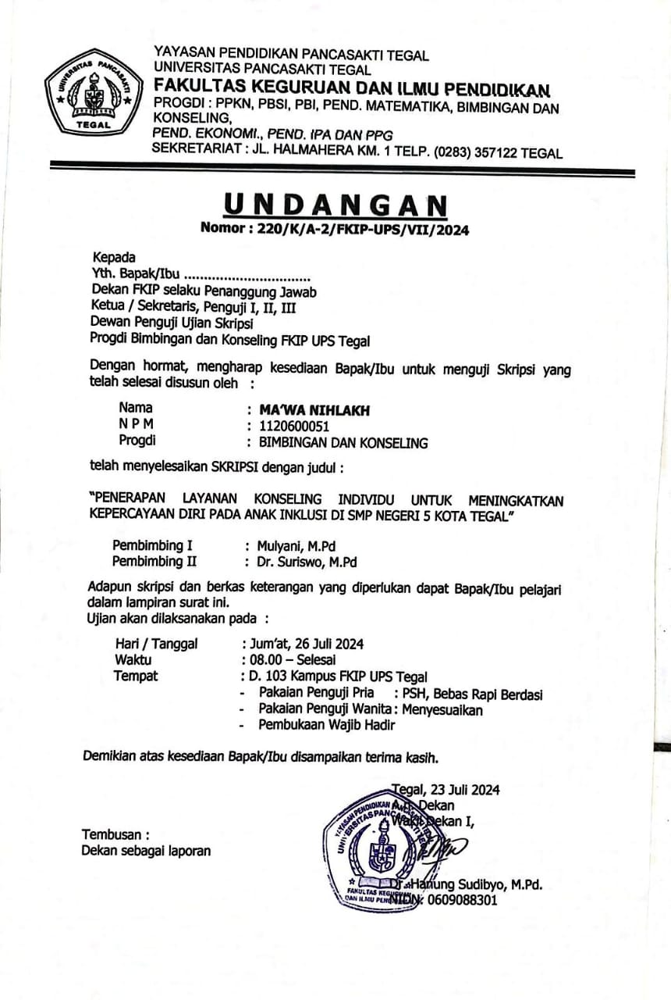 UNIVERSITAS PANCASAKTI
TEGAL
YAYASAN PENDIDIKAN PANCASAKTI TEGAL
UNIVERSITAS PANCASAKTI TEGAL
FAKULTAS KEGURUAN DAN ILMU PENDIDIKAN
PROGDI : PPKN, PBSI, PBI, PEND. MATEMATIKA, BIMBINGAN DAN
KONSELING,
PEND. EKONOMI., PEND. IPA DAN PPG
SEKRETARIAT : JL. HALMAHERA KM. 1 TELP. (0283) 357122 TEGAL
UNDANGAN
Nomor : 220/K/A-2/FKIP-UPS/VII/2024
Kepada
Yth. Bapak/Ibu ................................
Dekan FKIP selaku Penanggung Jawab
Ketua / Sekretaris, Penguji I, II, III
Dewan Penguji Ujian Skripsi
Progdi Bimbingan dan Konseling FKIP UPS Tegal
Dengan hormat, mengharap kesediaan Bapak/Ibu untuk menguji Skripsi yang
telah selesai disusun oleh :
Nama : MA'WA NIHLAKH
N P M : 1120600051
Progdi : BIMBINGAN DAN KONSELING
telah menyelesaikan SKRIPSI dengan judul :
"PENERAPAN LAYANAN KONSELING INDIVIDU UNTUK MENINGKATKAN
KEPERCAYAAN DIRI PADA ANAK INKLUSI DI SMP NEGERI 5 KOTA TEGAL"
Pembimbing I : Mulyani, M.Pd
Pembimbing II : Dr. Suriswo, M.Pd
Adapun skripsi dan berkas keterangan yang diperlukan dapat Bapak/Ibu pelajari
dalam lampiran surat ini.
Ujian akan dilaksanakan pada :
Hari / Tanggal : Jum'at, 26 Juli 2024
Waktu : 08.00 – Selesai
Tempat : D. 103 Kampus FKIP UPS Tegal
- Pakaian Penguji Pria : PSH, Bebas Rapi Berdasi
- Pakaian Penguji Wanita : Menyesuaikan
- Pembukaan Wajib Hadir
Demikian atas kesediaan Bapak/Ibu disampaikan terima kasih.
Tegal, 23 Juli 2024
Dekan
Wakil Dekan I,
Tembusan :
Dekan sebagai laporan
YAYASAN PENDIDIKAN PANCASAKTI
UNIVERSITAS PANCASAKTI TEGAL
FAKULTAS KEGURUAN
DAN ILMU PENDIDIKAN
Dr. Hanung Sudibyo, M.Pd.
NIDN. 0609088301